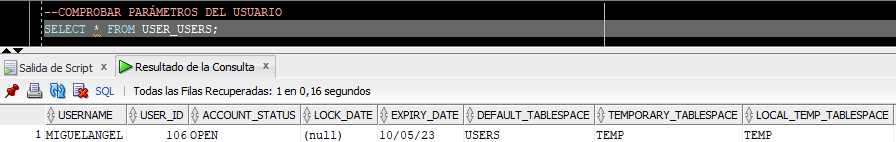 --COMPROBAR PARÁMETROS DEL USUARIO
SELECT * FROM USER_USERS;
Salida de Script x Resultado de la Consulta x
SQL | Todas las Filas Recuperadas: 1 en 0,16 segundos
USERNAME USER_ID ACCOUNT_STATUS LOCK_DATE EXPIRY_DATE DEFAULT_TABLESPACE TEMPORARY_TABLESPACE LOCAL_TEMP_TABLESPACE
1 MIGUELANGEL 106 OPEN (null) 10/05/23 USERS TEMP TEMP